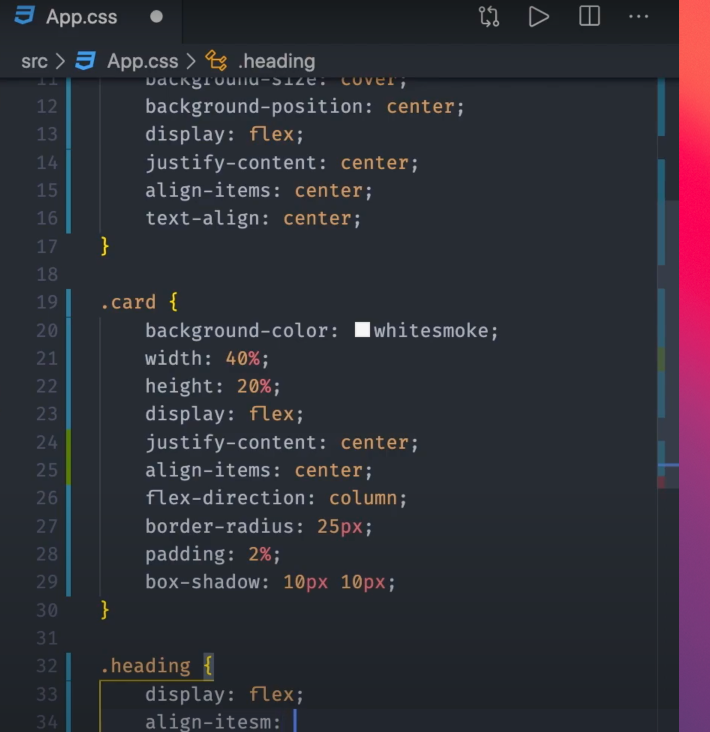 App.css
src > App.css > .heading
11 background-size: cover;
12 background-position: center;
13 display: flex;
14 justify-content: center;
15 align-items: center;
16 text-align: center;
17 }
18
19 .card {
20 background-color: whitesmoke;
21 width: 40%;
22 height: 20%;
23 display: flex;
24 justify-content: center;
25 align-items: center;
26 flex-direction: column;
27 border-radius: 25px;
28 padding: 2%;
29 box-shadow: 10px 10px;
30 }
31
32 .heading {
33 display: flex;
34 align-itesm: